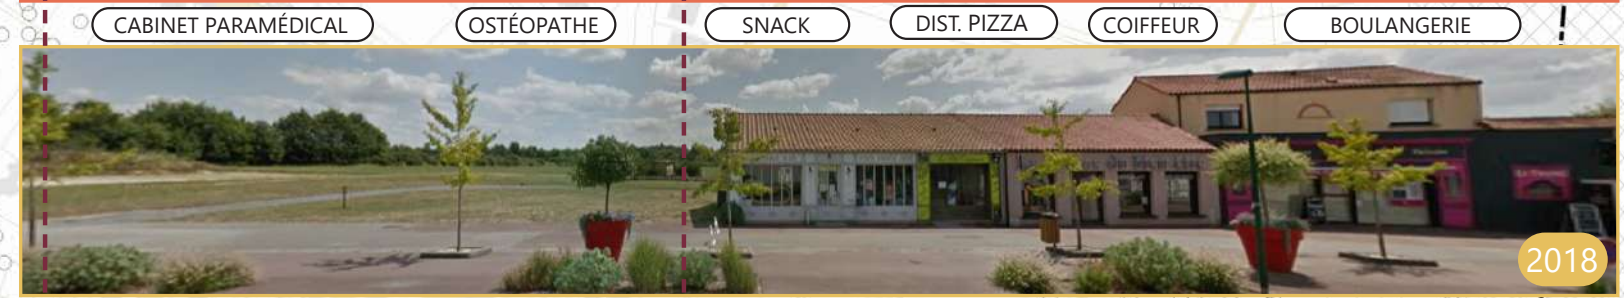 CABINET PARAMÉDICAL
OSTÉOPATHE
SNACK
DIST. PIZZA
COIFFEUR
BOULANGERIE
2018